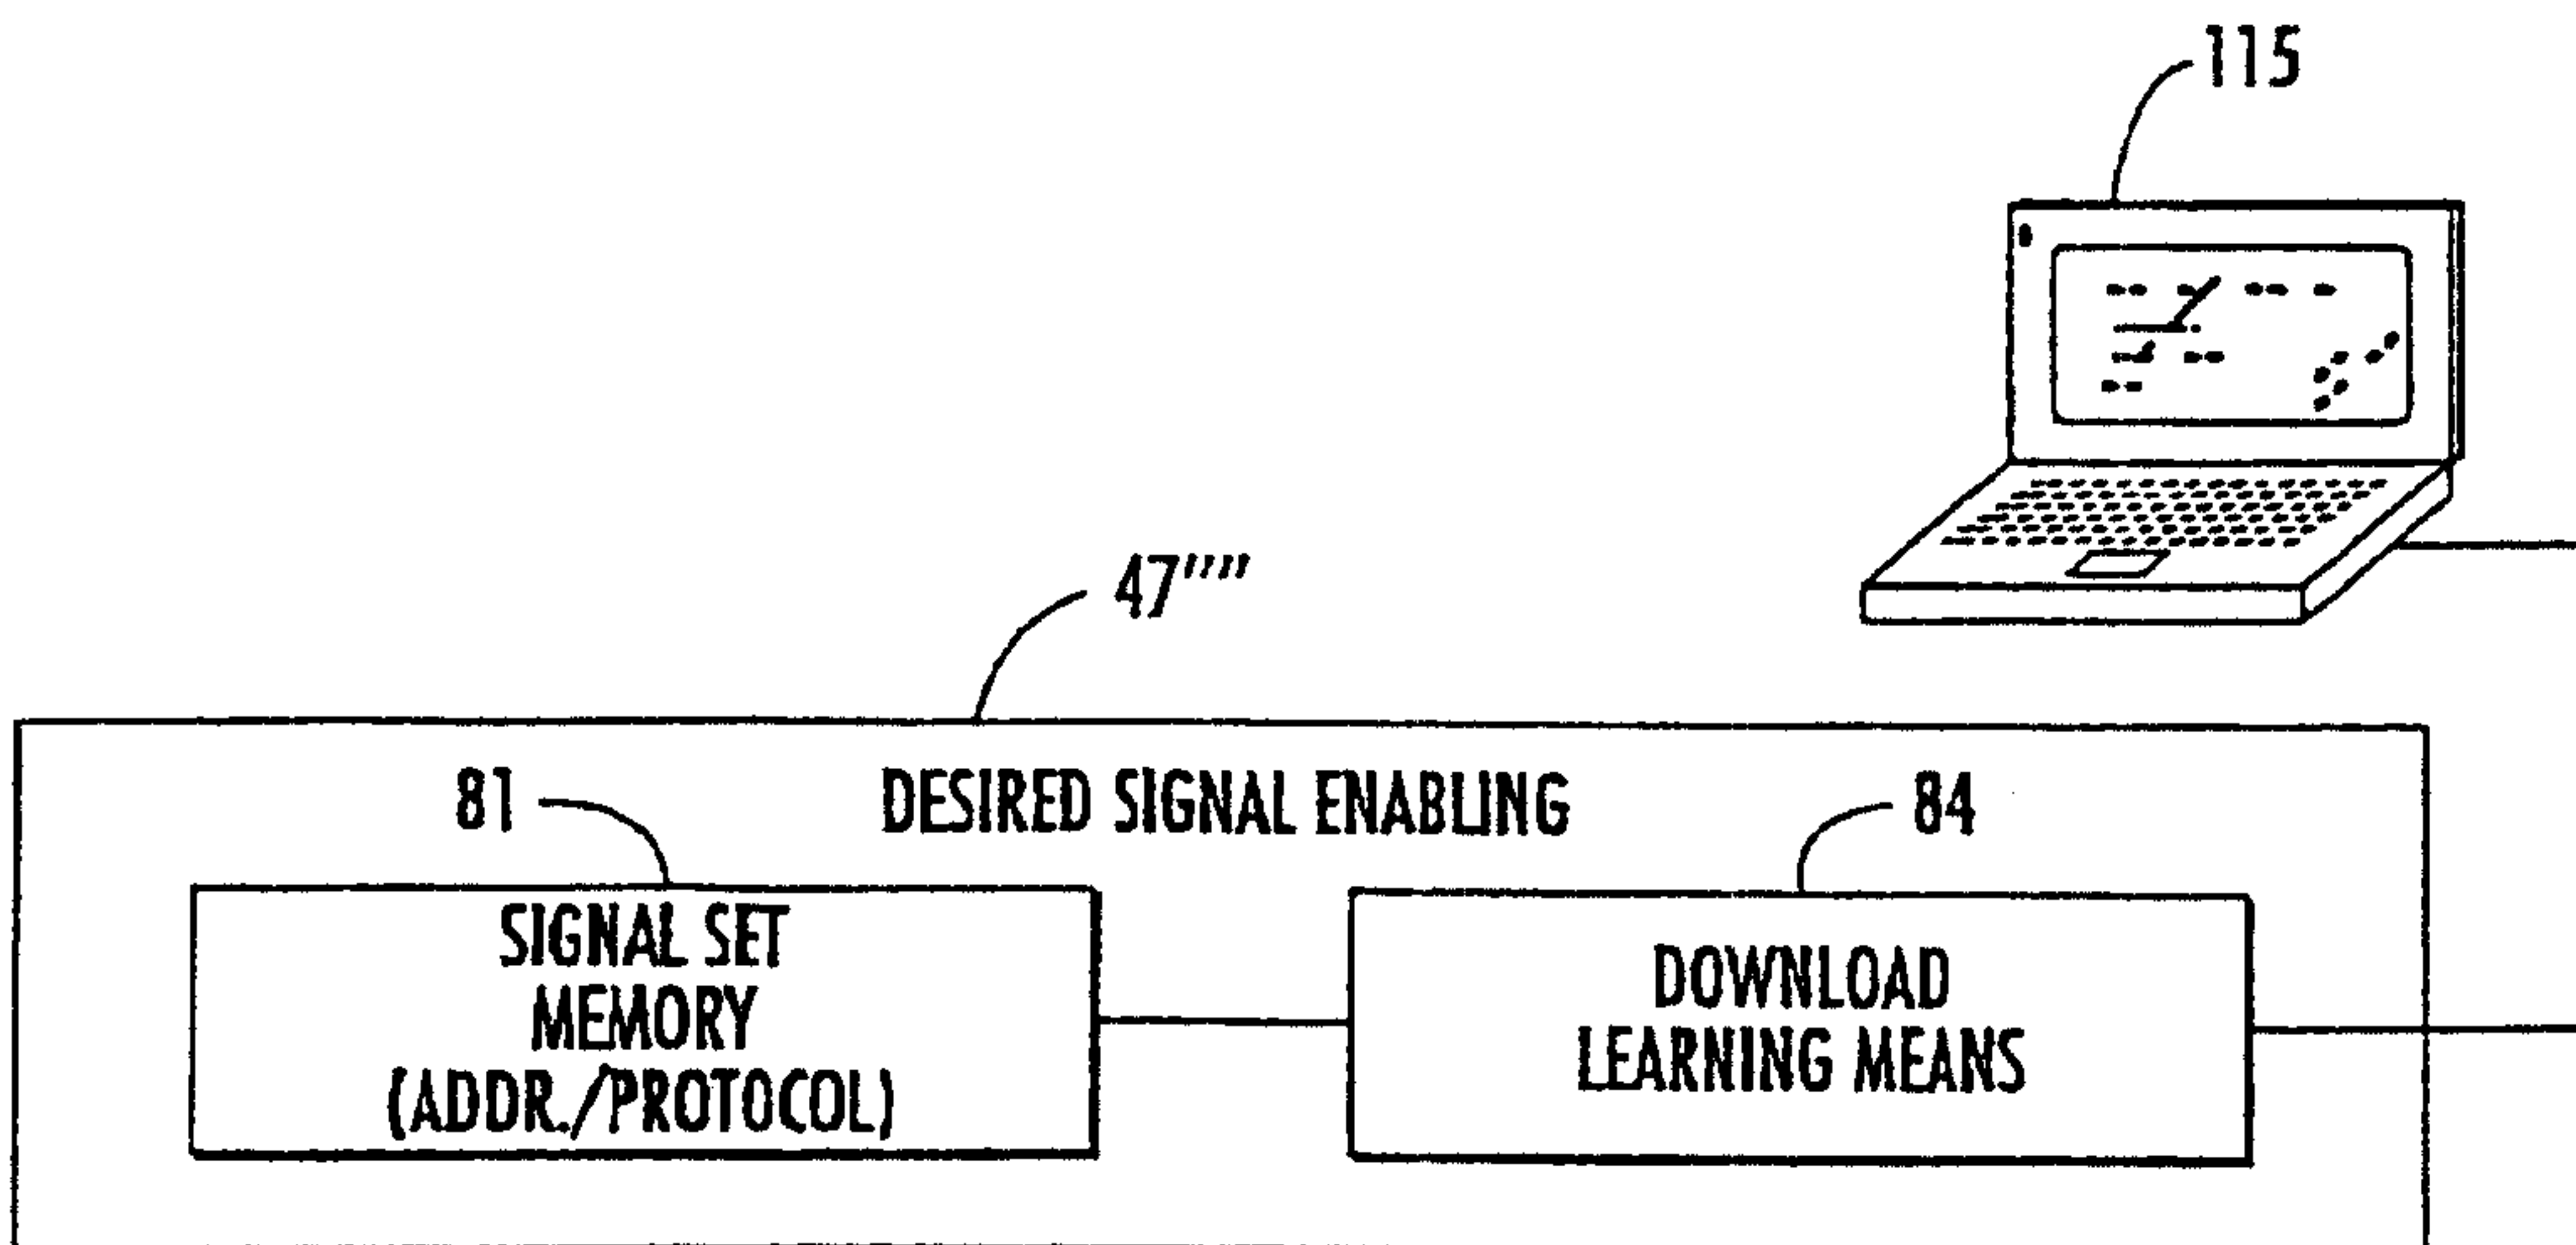 115
47''''
DESIRED SIGNAL ENABLING
81
84
SIGNAL SET
MEMORY
(ADDR./PROTOCOL)
DOWNLOAD
LEARNING MEANS